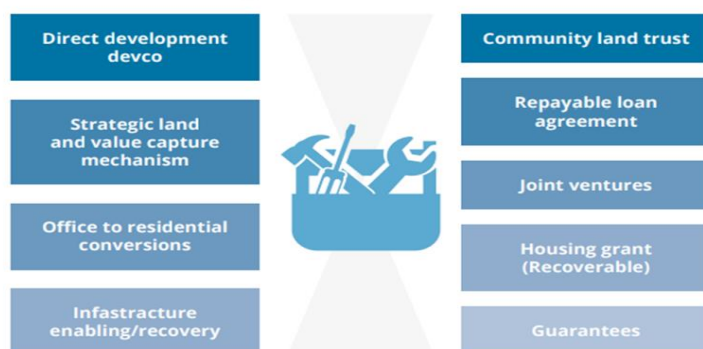 Direct development
devco
Strategic land
and value capture
mechanism
Office to residential
conversions
Infastracture
enabling/recovery
Community land trust
Repayable loan
agreement
Joint ventures
Housing grant
(Recoverable)
Guarantees